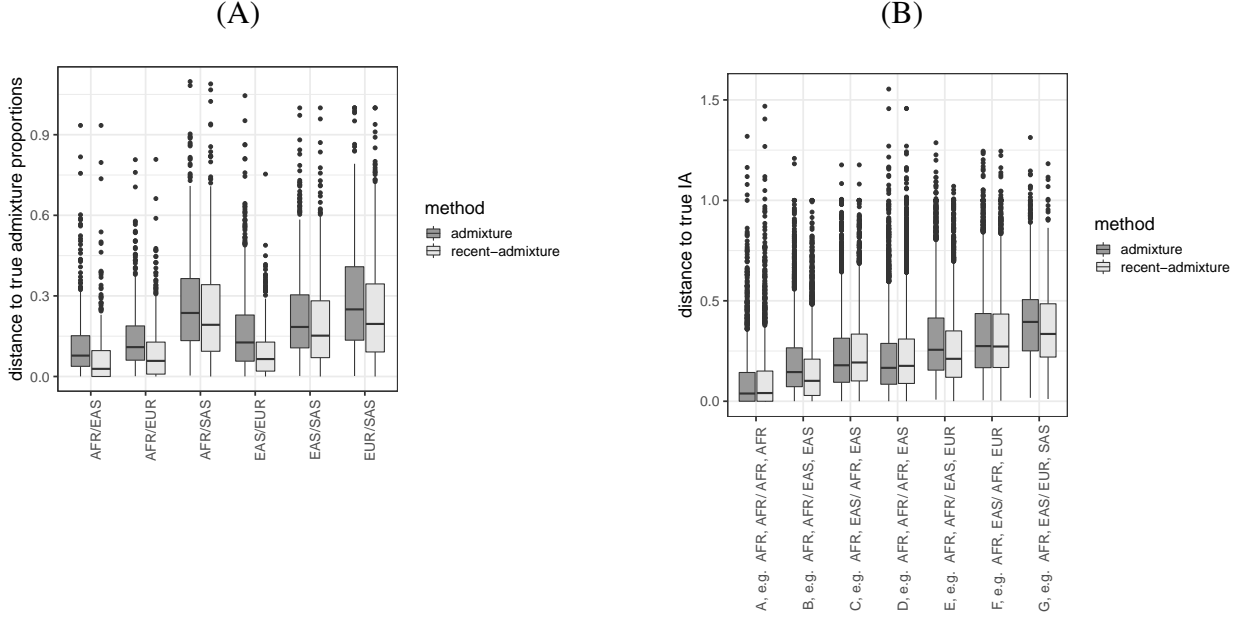 (A)
distance to true admixture proportions
0.9
0.6
0.3
0.0
AFR/EAS
AFR/EUR
AFR/SAS
EAS/EUR
EAS/SAS
EUR/SAS
method
admixture
recent−admixture
(B)
distance to true IA
1.5
1.0
0.5
0.0
A, e.g. AFR, AFR/ AFR, AFR
B, e.g. AFR, AFR/ EAS, EAS
C, e.g. AFR, EAS/ AFR, EAS
D, e.g. AFR, AFR/ AFR, EAS
E, e.g. AFR, AFR/ EAS, EUR
F, e.g. AFR, EAS/ AFR, EUR
G, e.g. AFR, EAS/ EUR, SAS
method
admixture
recent−admixture